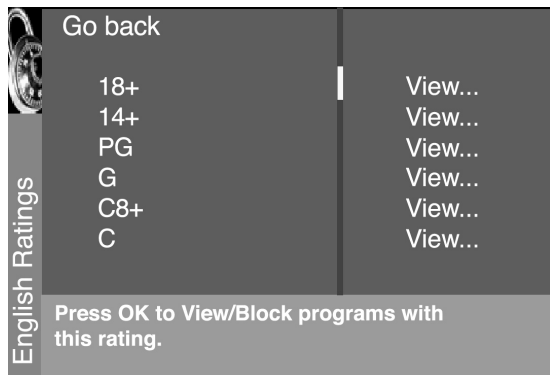 Go back
18+ View...
14+ View...
PG View...
G View...
C8+ View...
C View...
English Ratings
Press OK to View/Block programs with
this rating.